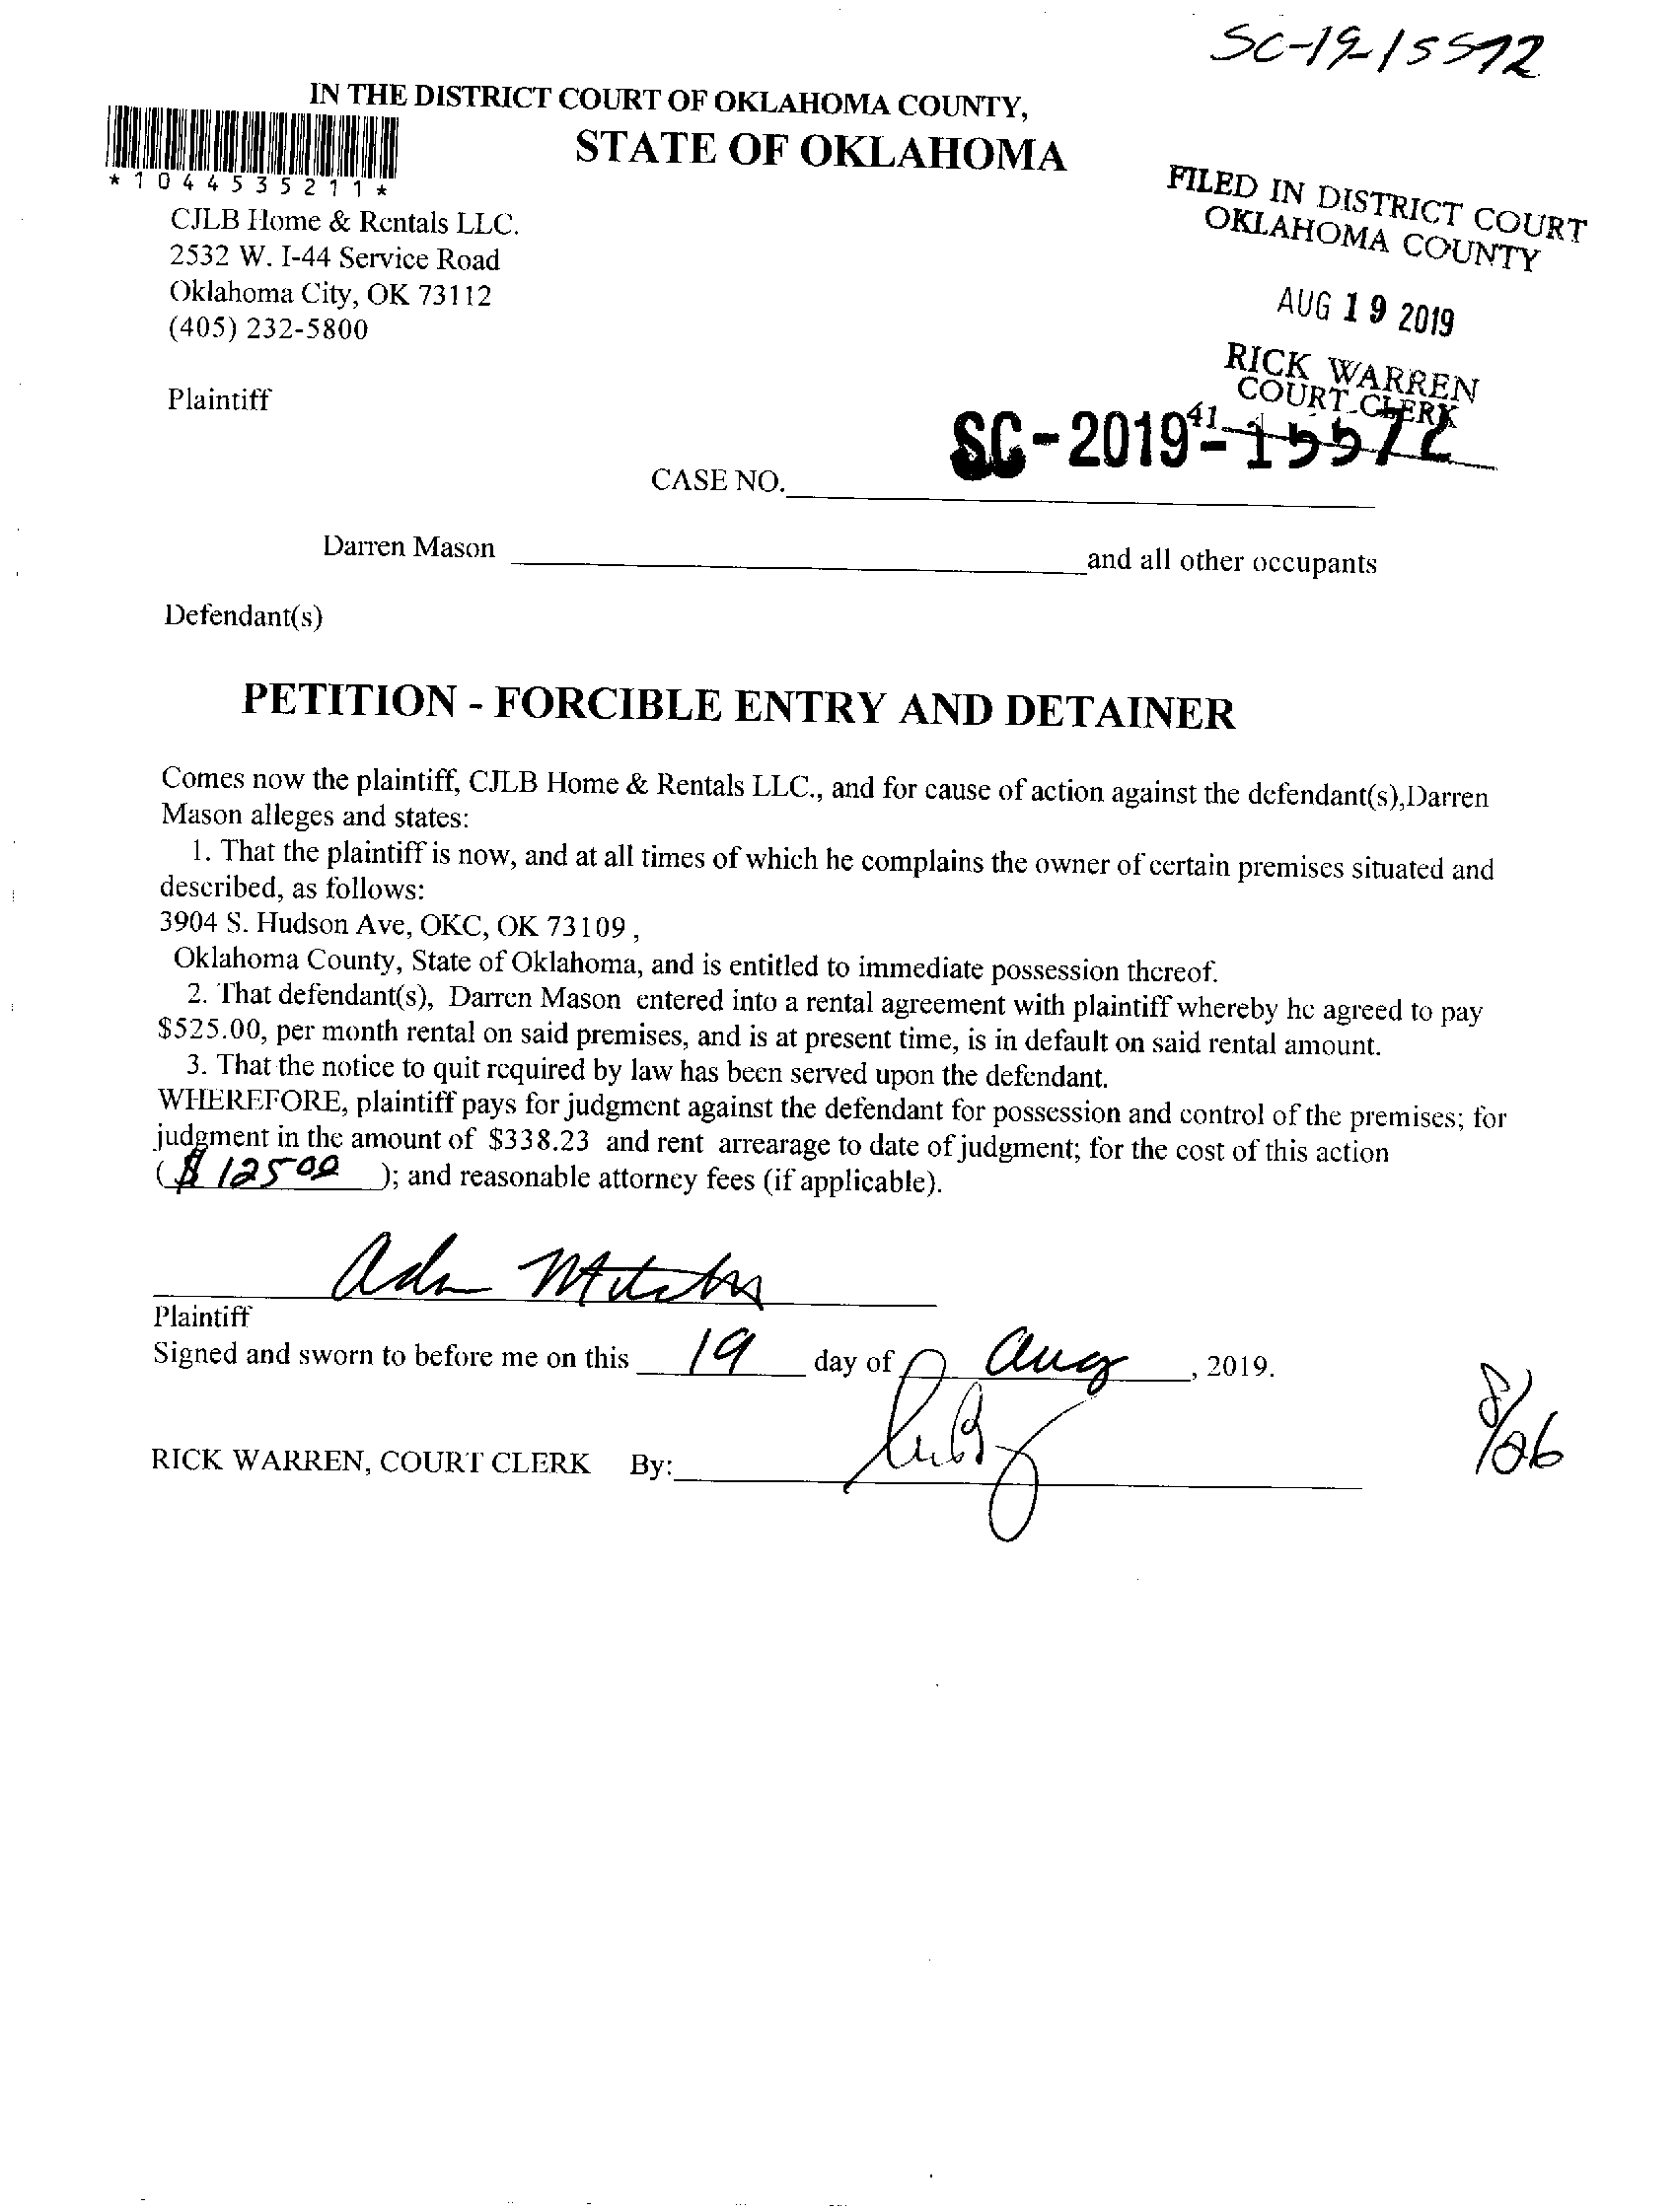 SC-19-15572
IN THE DISTRICT COURT OF OKLAHOMA COUNTY,
STATE OF OKLAHOMA
*1044535211*
FILED IN DISTRICT COURT
OKLAHOMA COUNTY
CJLB Home & Rentals LLC.
2532 W. I-44 Service Road
Oklahoma City, OK 73112
(405) 232-5800
AUG 19 2019
RICK WARREN
COURT CLERK
Plaintiff
41
SC-2019-15572
CASE NO.
Darren Mason and all other occupants
Defendant(s)
PETITION - FORCIBLE ENTRY AND DETAINER
Comes now the plaintiff, CJLB Home & Rentals LLC., and for cause of action against the defendant(s),Darren
Mason alleges and states:
1. That the plaintiff is now, and at all times of which he complains the owner of certain premises situated and
described, as follows:
3904 S. Hudson Ave, OKC, OK 73109 ,
Oklahoma County, State of Oklahoma, and is entitled to immediate possession thereof.
2. That defendant(s), Darren Mason entered into a rental agreement with plaintiff whereby he agreed to pay
$525.00, per month rental on said premises, and is at present time, is in default on said rental amount.
3. That the notice to quit required by law has been served upon the defendant.
WHEREFORE, plaintiff pays for judgment against the defendant for possession and control of the premises; for
judgment in the amount of $338.23 and rent arrearage to date of judgment; for the cost of this action
($12500); and reasonable attorney fees (if applicable).
Plaintiff
Signed and sworn to before me on this 19 day of Aug, 2019.
8/26
RICK WARREN, COURT CLERK By: